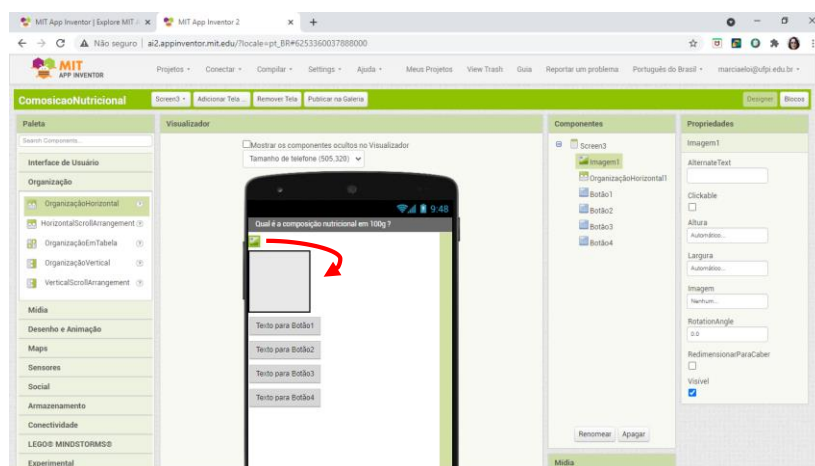 MIT App Inventor | Explore MIT
MIT App Inventor 2
Não seguro
ai2.appinventor.mit.edu/?locale=pt_BR#6253360037888000
MIT
APP INVENTOR
Projetos
Conectar
Compilar
Settings
Ajuda
Meus Projetos
View Trash
Guia
Reportar um problema
Português do Brasil
marciaeloi@ufpi.edu.br
ComosicaoNutricional
Screen3
Adicionar Tela ...
Remover Tela
Publicar na Galeria
Designer
Blocos
Paleta
Search Components...
Interface de Usuário
Organização
OrganizaçãoHorizontal
HorizontalScrollArrangement
OrganizaçãoEmTabela
OrganizaçãoVertical
VerticalScrollArrangement
Mídia
Desenho e Animação
Maps
Sensores
Social
Armazenamento
Conectividade
LEGO® MINDSTORMS®
Experimental
Visualizador
Mostrar os componentes ocultos no Visualizador
Tamanho de telefone (505,320)
9:48
Qual é a composição nutricional em 100g ?
Texto para Botão1
Texto para Botão2
Texto para Botão3
Texto para Botão4
Componentes
Screen3
Imagem1
OrganizaçãoHorizontal1
Botão1
Botão2
Botão3
Botão4
Renomear
Apagar
Mídia
Propriedades
Imagem1
AlternateText
Clickable
Altura
Automático...
Largura
Automático...
Imagem
Nenhum...
RotationAngle
0.0
RedimensionarParaCaber
Visível